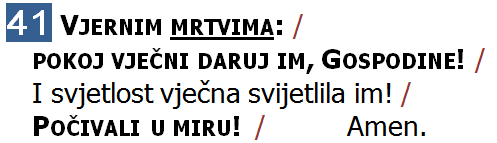 41 VJERNIM MRTVIMA: /
POKOJ VJEČNI DARUJ IM, GOSPODINE! /
I svjetlost vječna svijetlila im! /
POČIVALI U MIRU! / Amen.